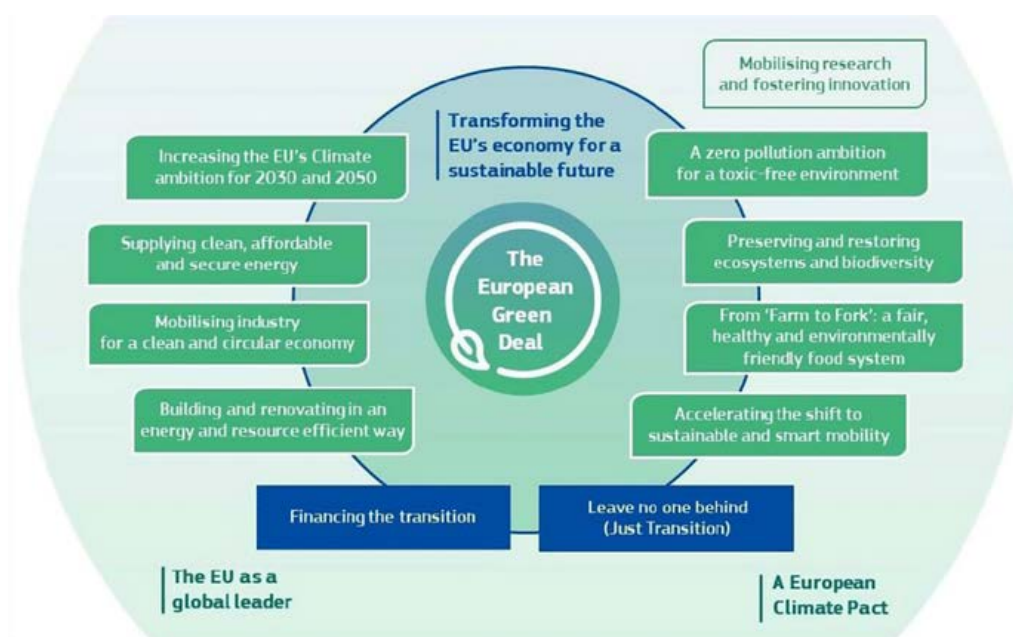 Mobilising research
and fostering innovation
Transforming the
EU's economy for a
sustainable future
Increasing the EU's Climate
ambition for 2030 and 2050
A zero pollution ambition
for a toxic-free environment
Supplying clean, affordable
and secure energy
Preserving and restoring
ecosystems and biodiversity
The
European
Green
Deal
Mobilising industry
for a clean and circular economy
From 'Farm to Fork': a fair,
healthy and environmentally
friendly food system
Building and renovating in an
energy and resource efficient way
Accelerating the shift to
sustainable and smart mobility
Financing the transition
Leave no one behind
(Just Transition)
The EU as a
global leader
A European
Climate Pact